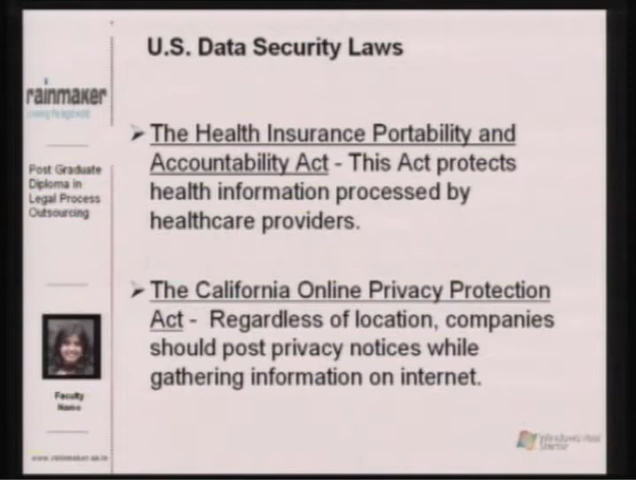 U.S. Data Security Laws
rainmaker
Post Graduate
Diploma in
Legal Process
Outsourcing
➢ The Health Insurance Portability and
Accountability Act - This Act protects
health information processed by
healthcare providers.
➢ The California Online Privacy Protection
Act - Regardless of location, companies
should post privacy notices while
gathering information on internet.
Faculty
Name